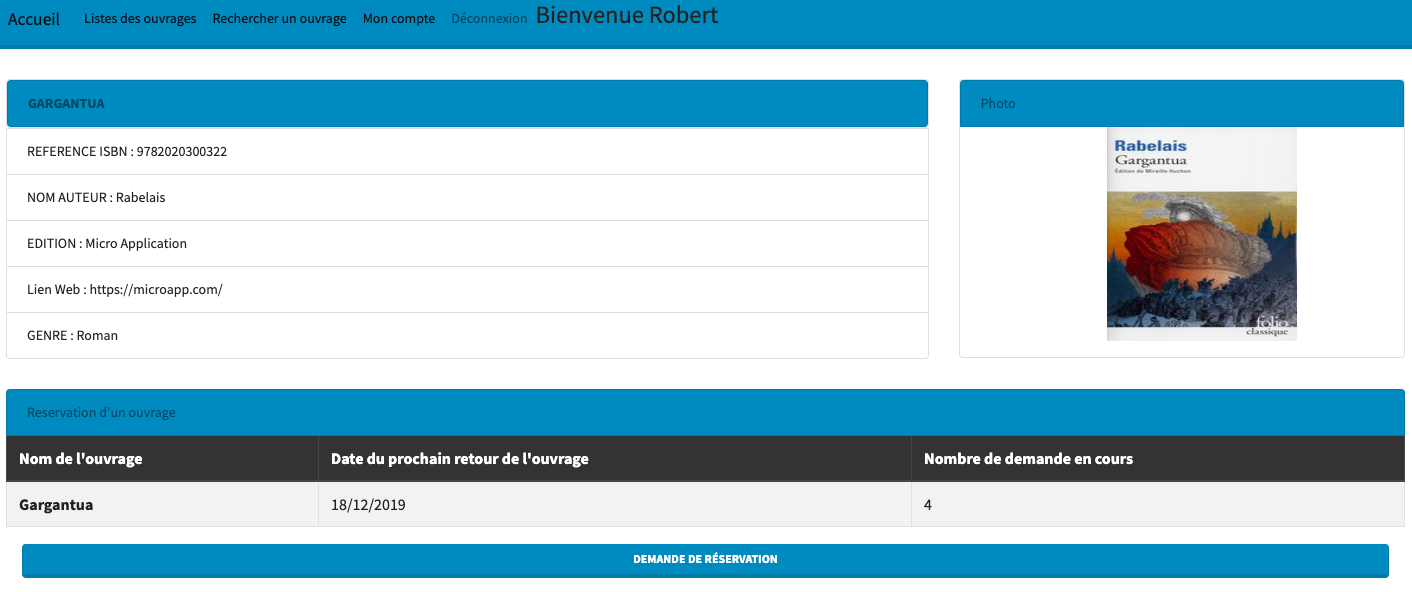 Accueil Listes des ouvrages Rechercher un ouvrage Mon compte Déconnexion Bienvenue Robert
GARGANTUA
REFERENCE ISBN : 9782020300322
NOM AUTEUR : Rabelais
EDITION : Micro Application
Lien Web : https://microapp.com/
GENRE : Roman
Photo
Rabelais
Gargantua
Édition de Mireille Huchon
folio
classique
Reservation d'un ouvrage
Nom de l'ouvrage Date du prochain retour de l'ouvrage Nombre de demande en cours
Gargantua 18/12/2019 4
DEMANDE DE RÉSERVATION